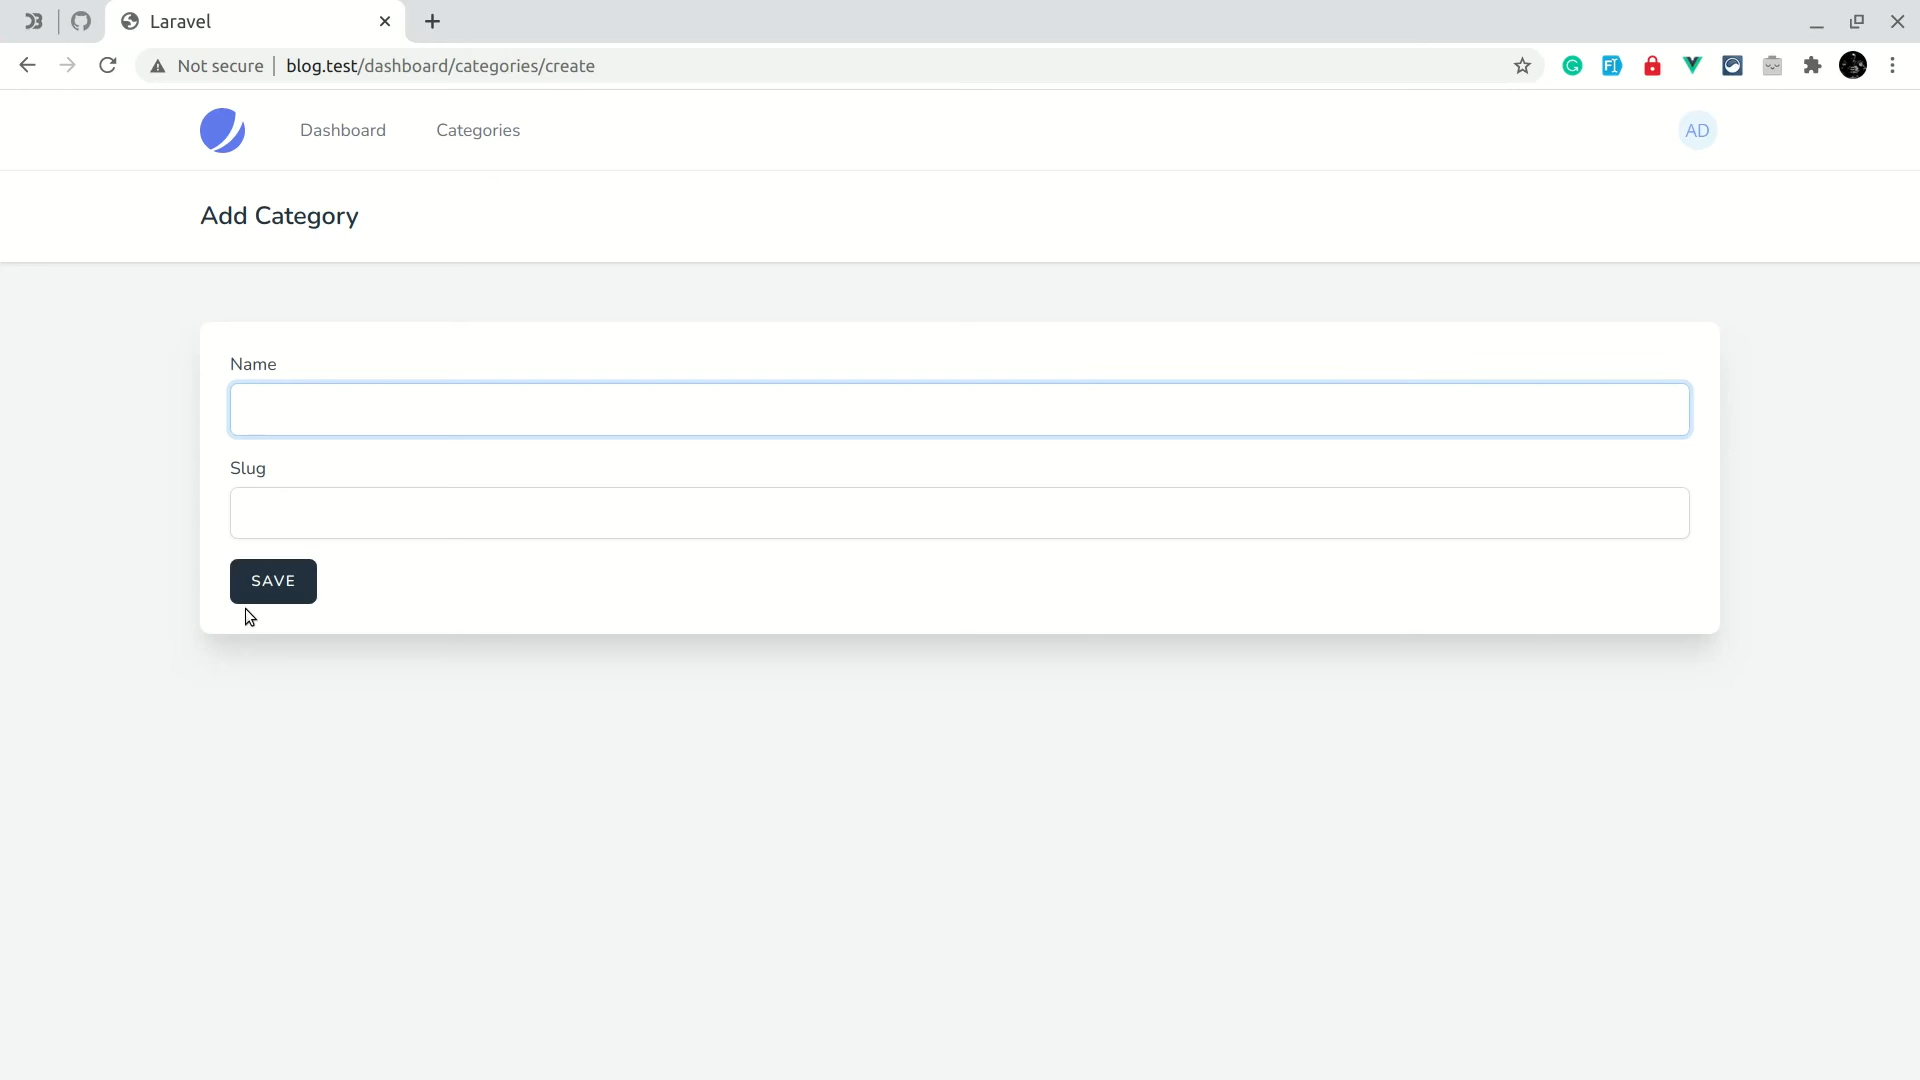 Laravel
Not secure | blog.test/dashboard/categories/create
Dashboard Categories AD
Add Category
Name
Slug
SAVE